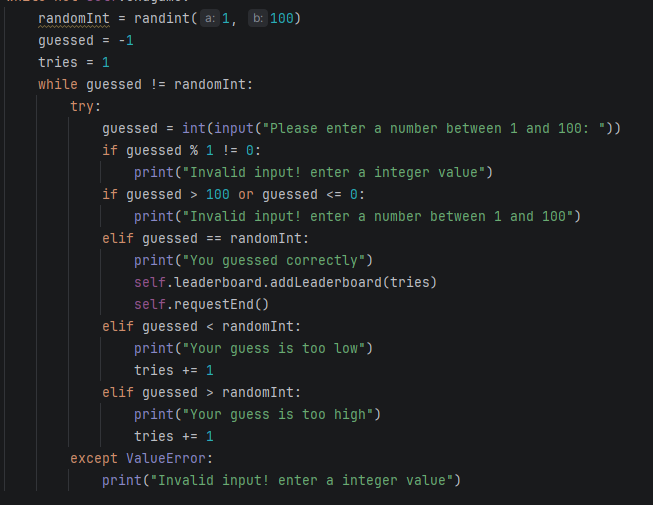 randomInt = randint( a: 1, b: 100)
guessed = -1
tries = 1
while guessed != randomInt:
try:
guessed = int(input("Please enter a number between 1 and 100: "))
if guessed % 1 != 0:
print("Invalid input! enter a integer value")
if guessed > 100 or guessed <= 0:
print("Invalid input! enter a number between 1 and 100")
elif guessed == randomInt:
print("You guessed correctly")
self.leaderboard.addLeaderboard(tries)
self.requestEnd()
elif guessed < randomInt:
print("Your guess is too low")
tries += 1
elif guessed > randomInt:
print("Your guess is too high")
tries += 1
except ValueError:
print("Invalid input! enter a integer value")